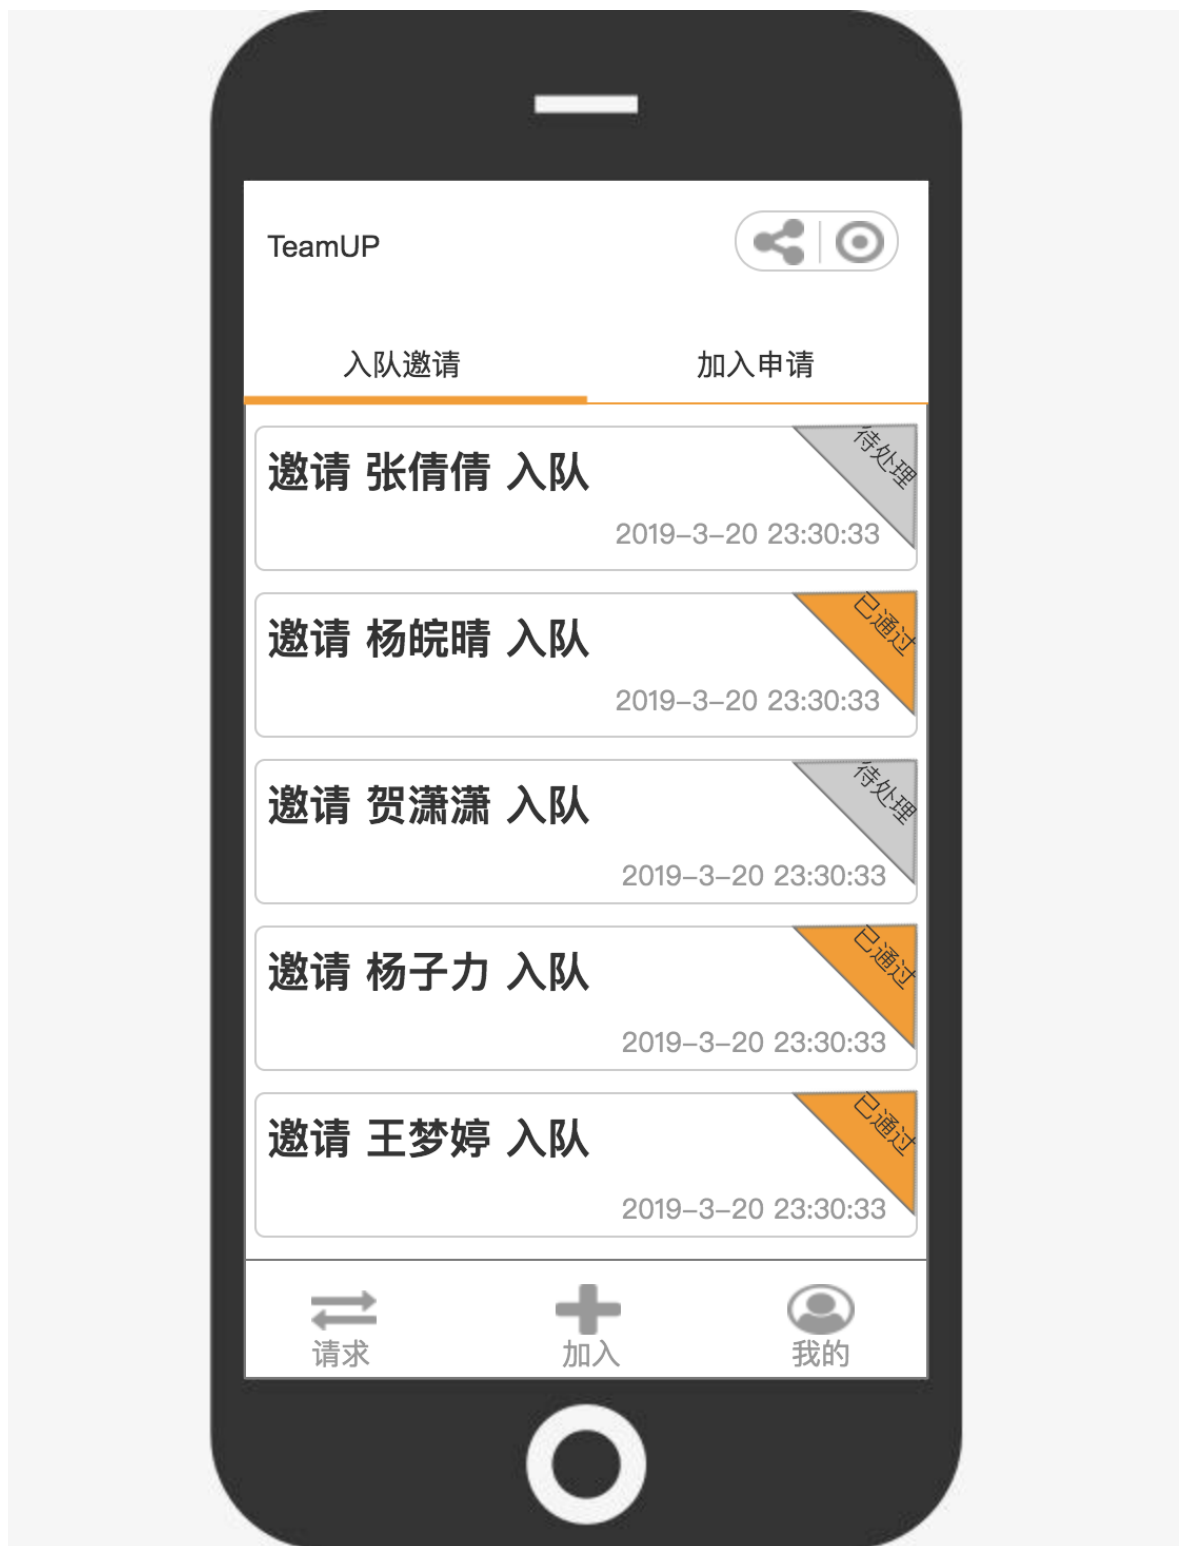 TeamUP
入队邀请 加入申请
邀请 张倩倩 入队
待处理
2019-3-20 23:30:33
邀请 杨皖晴 入队
已通过
2019-3-20 23:30:33
邀请 贺潇潇 入队
待处理
2019-3-20 23:30:33
邀请 杨子力 入队
已通过
2019-3-20 23:30:33
邀请 王梦婷 入队
已通过
2019-3-20 23:30:33
请求 加入 我的